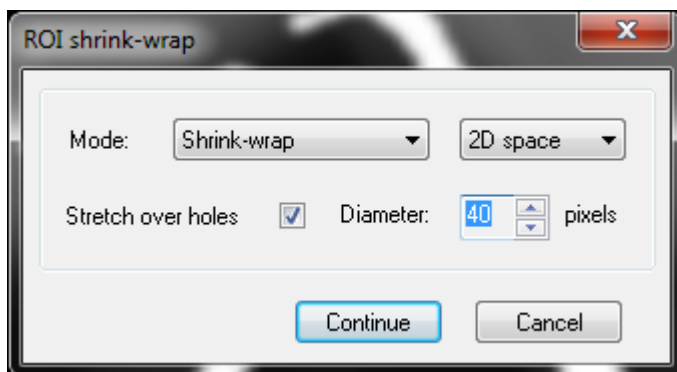 ROI shrink-wrap
Mode: Shrink-wrap 2D space
Stretch over holes Diameter: 40 pixels
Continue Cancel